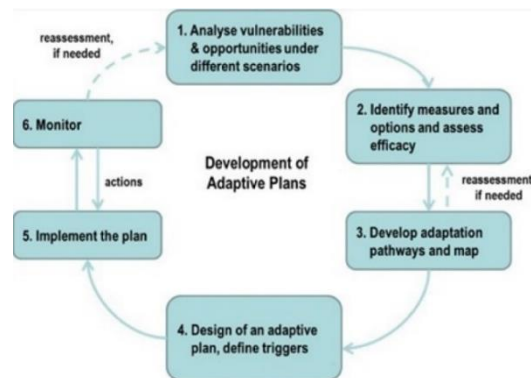 reassessment,
if needed
1. Analyse vulnerabilities
& opportunities under
different scenarios
2. Identify measures and
options and assess
efficacy
reassessment
if needed
3. Develop adaptation
pathways and map
4. Design of an adaptive
plan, define triggers
5. Implement the plan
actions
6. Monitor
Development of
Adaptive Plans